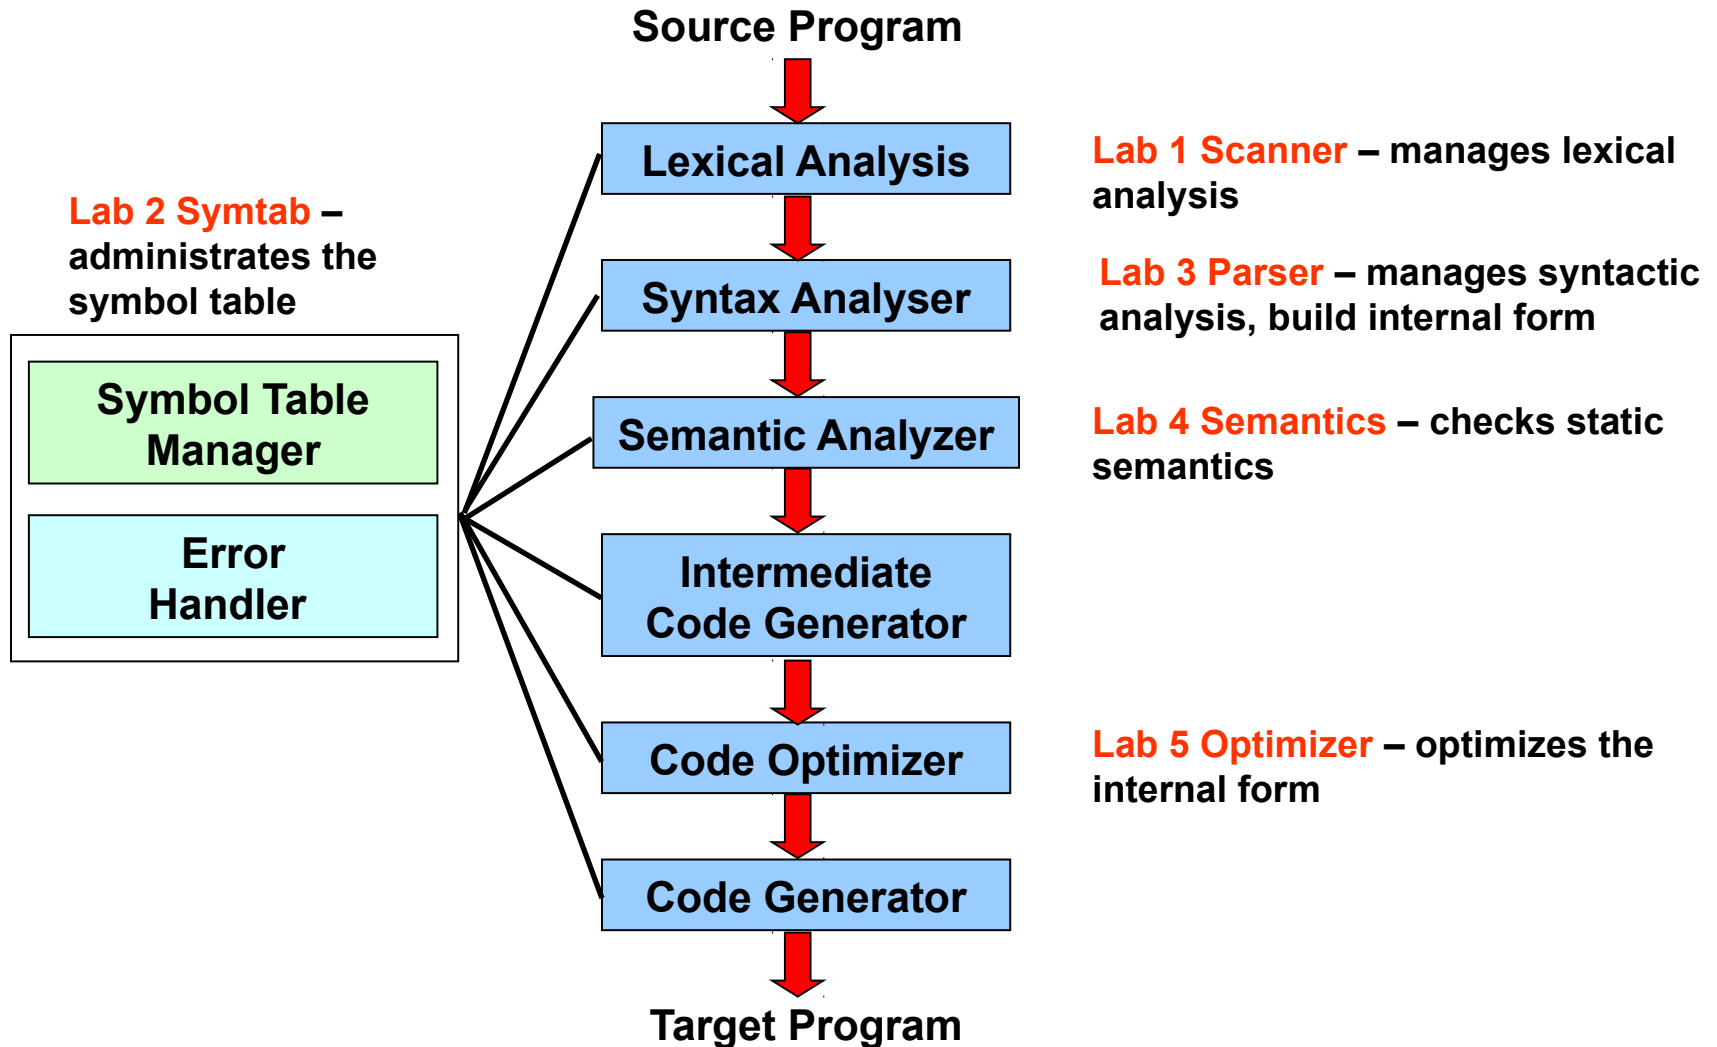 Source Program
Lexical Analysis
Lab 1 Scanner – manages lexical
analysis
Lab 2 Symtab –
administrates the
symbol table
Syntax Analyser
Lab 3 Parser – manages syntactic
analysis, build internal form
Symbol Table
Manager
Semantic Analyzer
Lab 4 Semantics – checks static
semantics
Error
Handler
Intermediate
Code Generator
Code Optimizer
Lab 5 Optimizer – optimizes the
internal form
Code Generator
Target Program